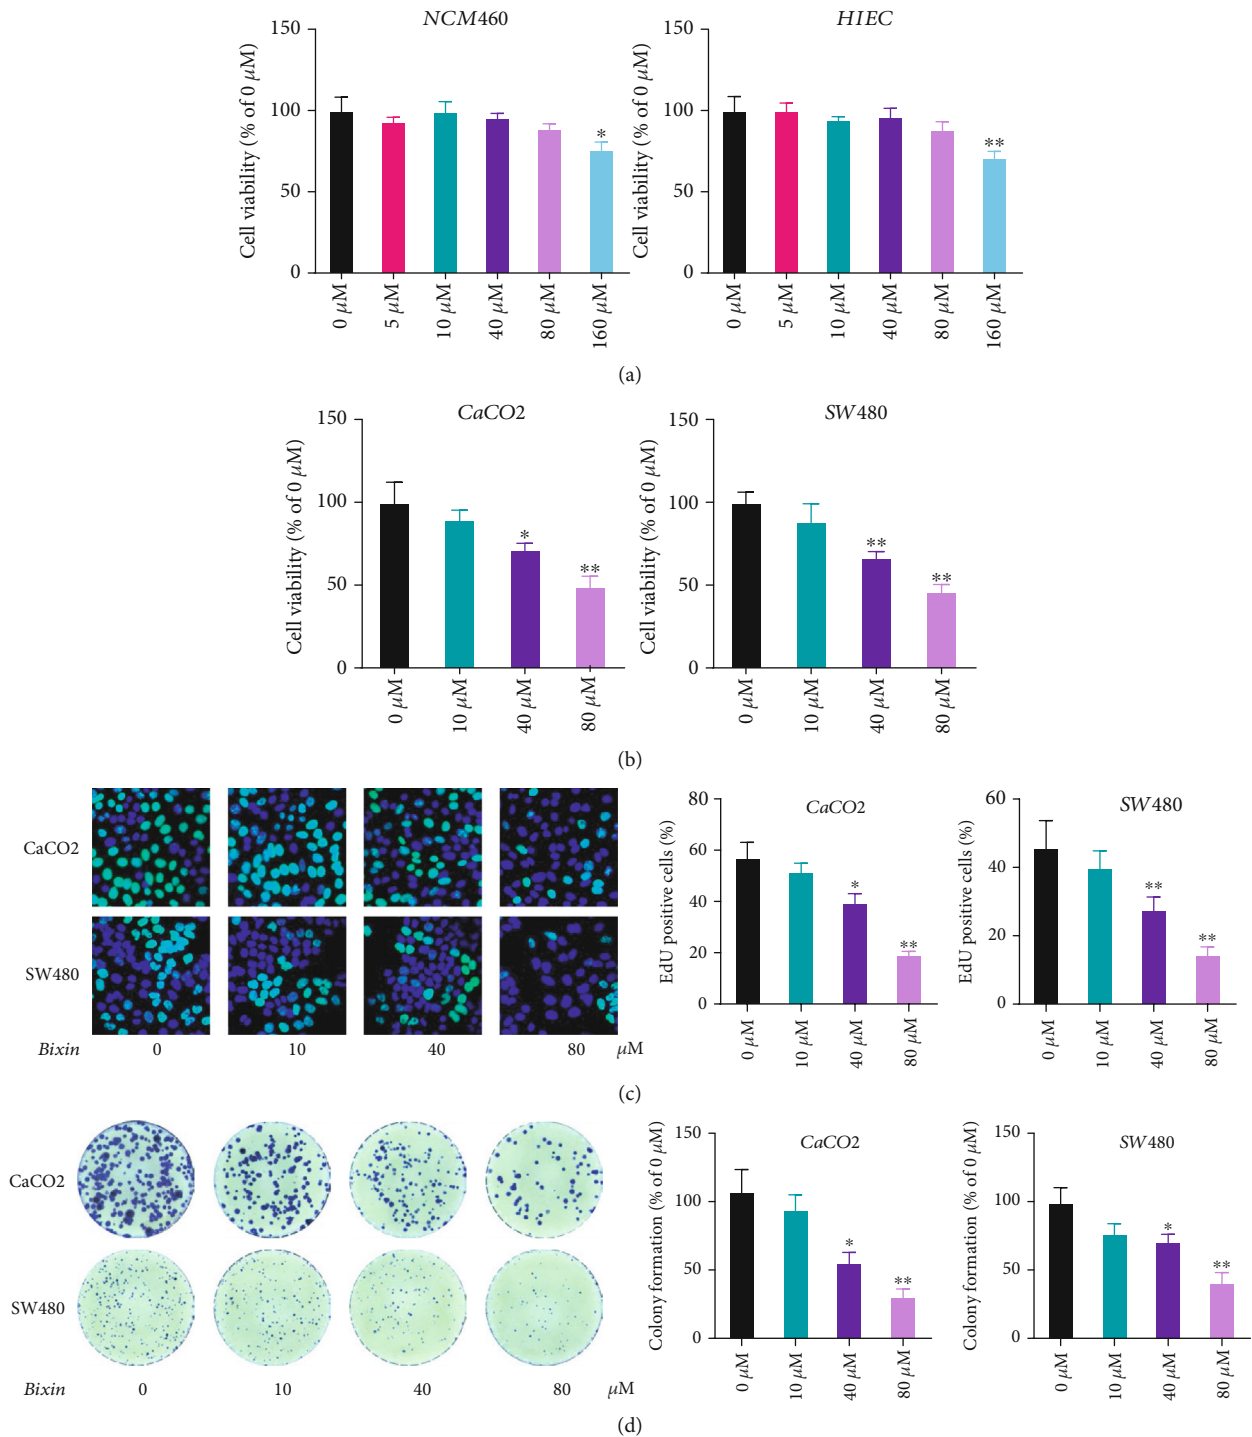 NCM460
Cell viability (% of 0 μM)
150
100
50
0
0 μM
5 μM
10 μM
40 μM
80 μM
160 μM
*
HIEC
Cell viability (% of 0 μM)
150
100
50
0
0 μM
5 μM
10 μM
40 μM
80 μM
160 μM
**
(a)
CaCO2
Cell viability (% of 0 μM)
150
100
50
0
0 μM
10 μM
40 μM
80 μM
*
**
SW480
Cell viability (% of 0 μM)
150
100
50
0
0 μM
10 μM
40 μM
80 μM
**
**
(b)
CaCO2
SW480
Bixin 0 10 40 80 μM
CaCO2
EdU positive cells (%)
80
60
40
20
0
0 μM
10 μM
40 μM
80 μM
*
**
SW480
EdU positive cells (%)
60
40
20
0
0 μM
10 μM
40 μM
80 μM
**
**
(c)
CaCO2
SW480
Bixin 0 10 40 80 μM
CaCO2
Colony formation (% of 0 μM)
150
100
50
0
0 μM
10 μM
40 μM
80 μM
*
**
SW480
Colony formation (% of 0 μM)
150
100
50
0
0 μM
10 μM
40 μM
80 μM
*
**
(d)